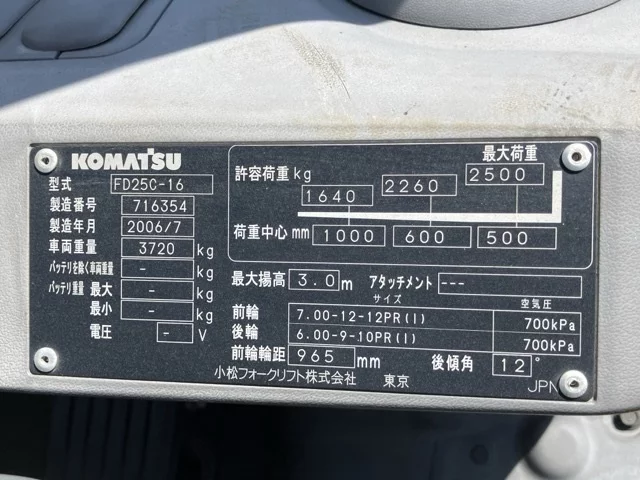 KOMATSU
型式 FD25C-16
製造番号 716354
製造年月 2006/7
車両重量 3720 kg
バッテリを除く車両重量 - kg
バッテリ重量 最大 - kg
最小 - kg
電圧 - V
最大荷重
許容荷重 kg 1640 2260 2500
荷重中心 mm 1000 600 500
最大揚高 3.0 m アタッチメント ---
サイズ 空気圧
前輪 7.00-12-12PR(I) 700kPa
後輪 6.00-9-10PR(I) 700kPa
前輪輪距 965 mm 後傾角 12°
小松フォークリフト株式会社 東京 JPN